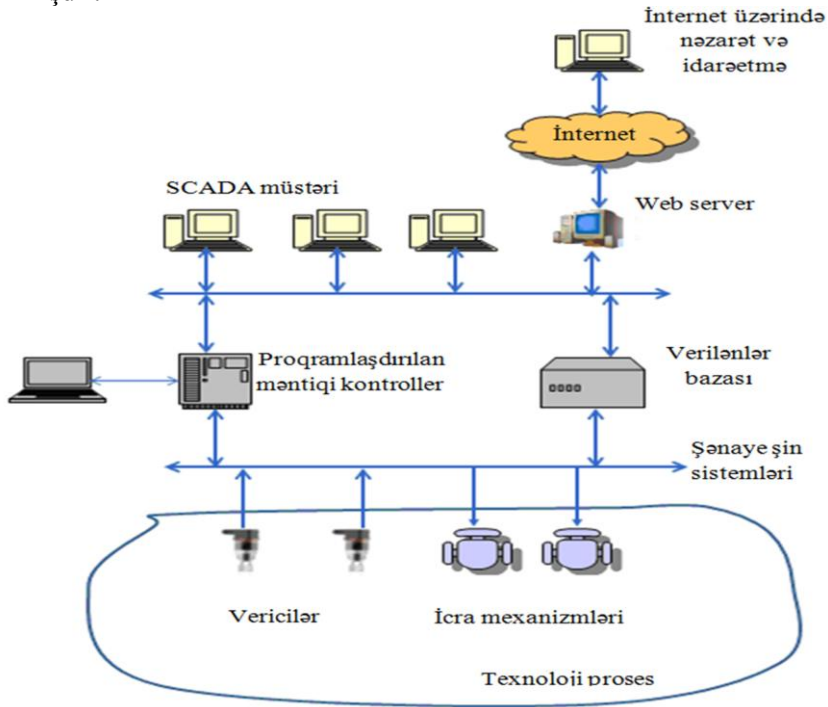 İnternet üzərində
nəzarət və
idarəetmə
İnternet
SCADA müştəri
Web server
Proqramlaşdırılan
məntiqi kontroller
Verilənlər
bazası
Şənaye şin
sistemləri
Vericilər
İcra mexanizmləri
Texnoloji proses